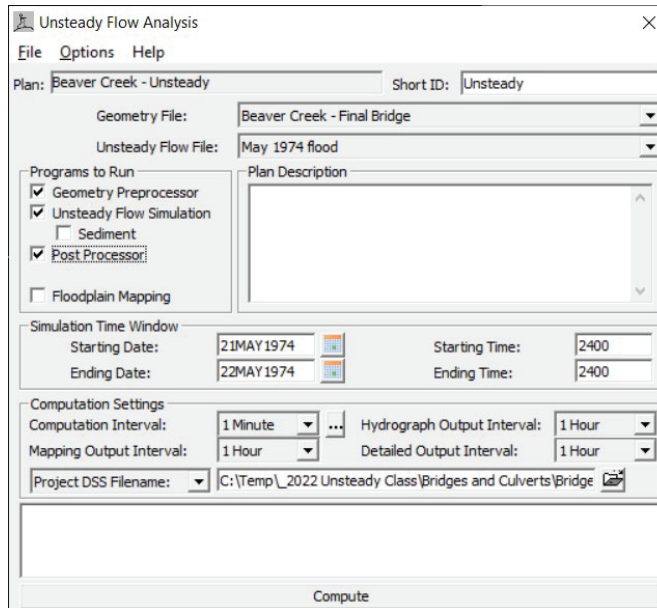 Unsteady Flow Analysis
File Options Help
Plan: Beaver Creek - Unsteady Short ID: Unsteady
Geometry File: Beaver Creek - Final Bridge
Unsteady Flow File: May 1974 flood
Programs to Run Plan Description
Geometry Preprocessor
Unsteady Flow Simulation
Sediment
Post Processor
Floodplain Mapping
Simulation Time Window
Starting Date: 21MAY1974 Starting Time: 2400
Ending Date: 22MAY1974 Ending Time: 2400
Computation Settings
Computation Interval: 1 Minute ... Hydrograph Output Interval: 1 Hour
Mapping Output Interval: 1 Hour Detailed Output Interval: 1 Hour
Project DSS Filename: C:\Temp\_2022 Unsteady Class\Bridges and Culverts\Bridge
Compute